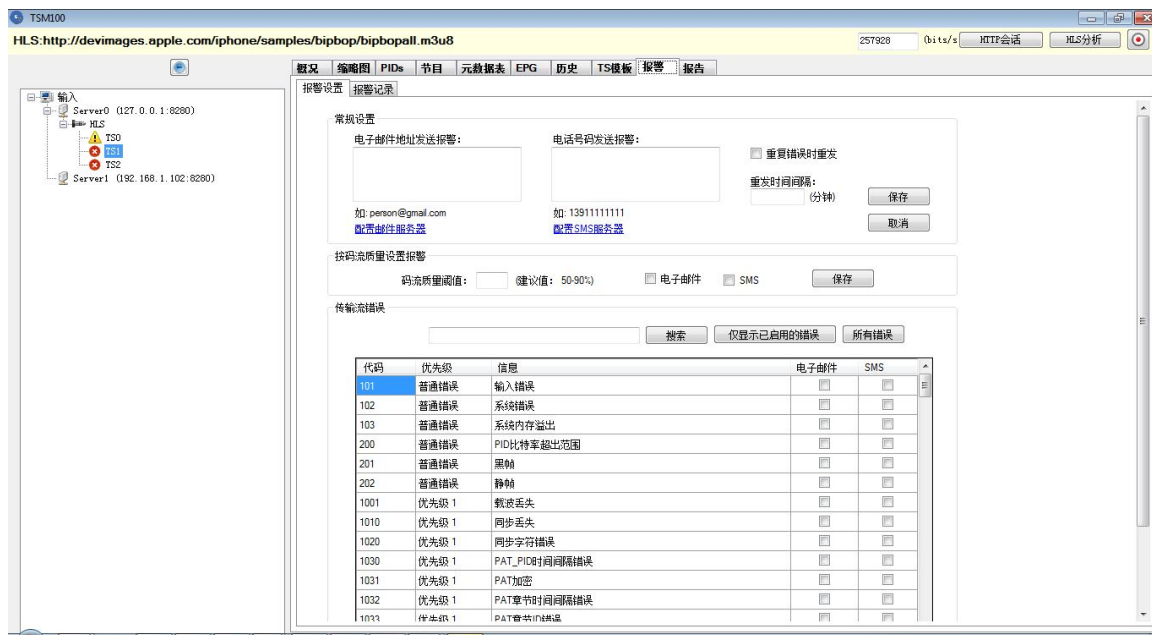 TSM100
HLS:http://devimages.apple.com/iphone/samples/bipbop/bipbopall.m3u8 257928 (bits/s HTTP会话 HLS分析
概况 缩略图 PIDs 节目 元数据表 EPG 历史 TS模板 报警 报告
报警设置 报警记录
输入
Server0 (127.0.0.1:8280)
HLS
TS0
TS1
TS2
Server1 (192.168.1.102:8280)
常规设置
电子邮件地址发送报警: 电话号码发送报警:
重复错误时重发
重发时间间隔:
(分钟) 保存
如: person@gmail.com 如: 13911111111
配置邮件服务器 配置SMS服务器 取消
按码流质量设置报警
码流质量阈值: (建议值: 50-90%) 电子邮件 SMS 保存
传输流错误
搜索 仅显示已启用的错误 所有错误
代码 优先级 信息 电子邮件 SMS
101 普通错误 输入错误
102 普通错误 系统错误
103 普通错误 系统内存溢出
200 普通错误 PID比特率超出范围
201 普通错误 黑帧
202 普通错误 静帧
1001 优先级 1 载波丢失
1010 优先级 1 同步丢失
1020 优先级 1 同步字符错误
1030 优先级 1 PAT_PID时间间隔错误
1031 优先级 1 PAT加密
1032 优先级 1 PAT章节时间间隔错误
1033 优先级 1 PAT章节ID错误